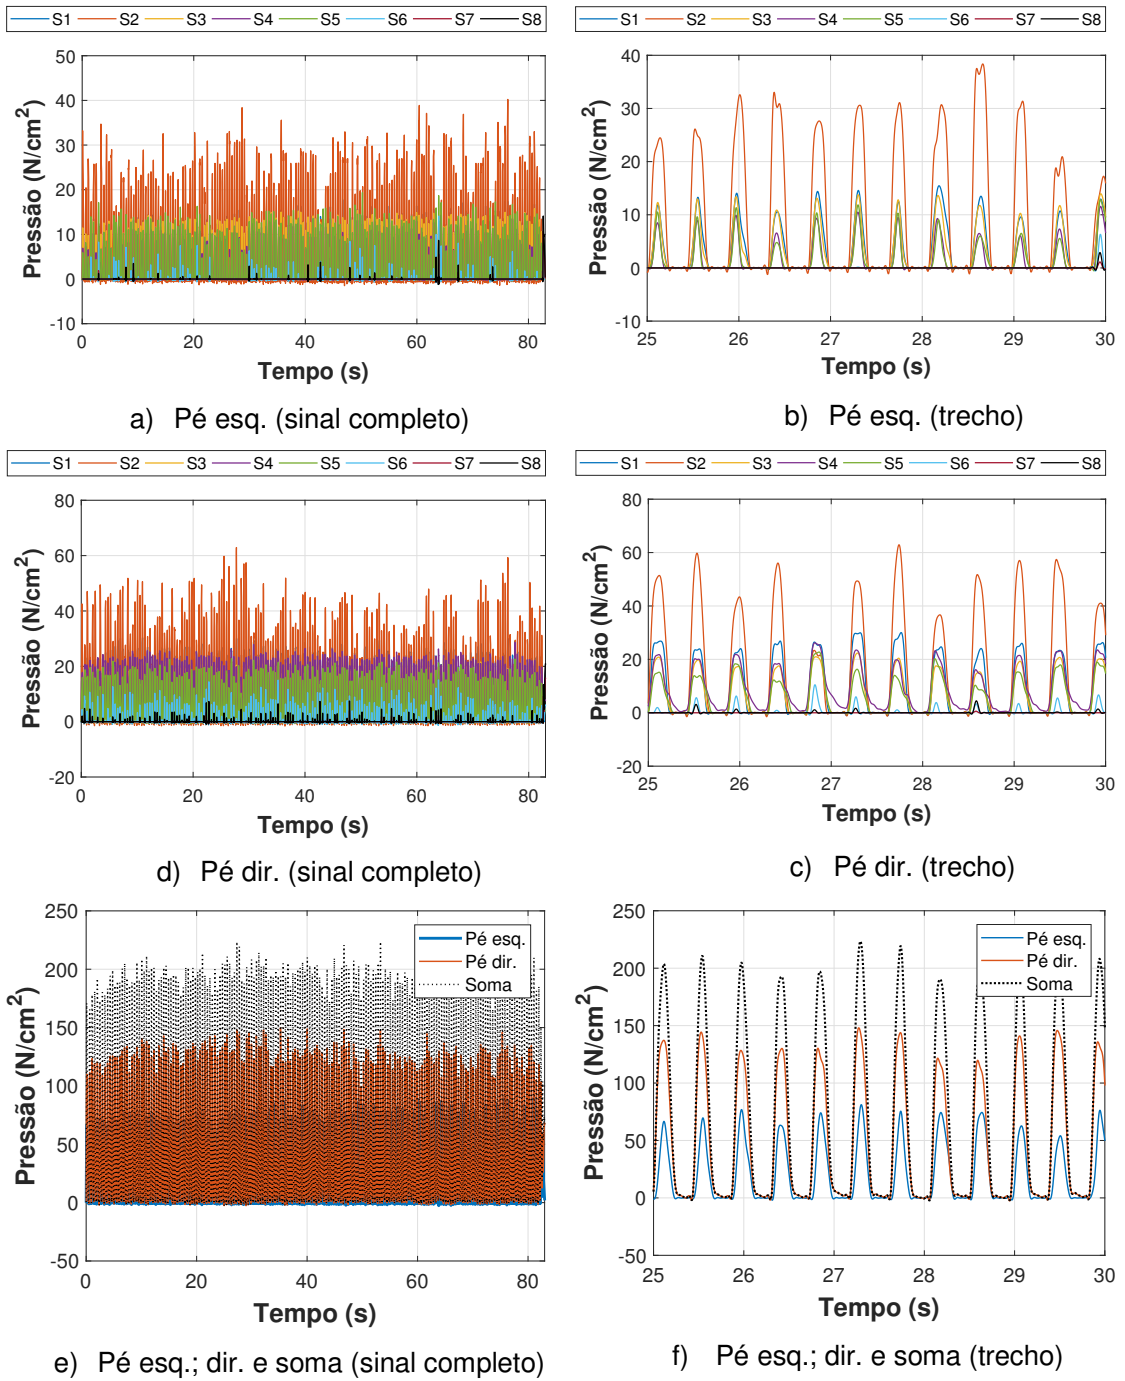 S1 S2 S3 S4 S5 S6 S7 S8
50
40
30
20
10
0
-10
0 20 40 60 80
Pressão (N/cm2)
Tempo (s)
a) Pé esq. (sinal completo)
S1 S2 S3 S4 S5 S6 S7 S8
40
30
20
10
0
-10
25 26 27 28 29 30
Pressão (N/cm2)
Tempo (s)
b) Pé esq. (trecho)
S1 S2 S3 S4 S5 S6 S7 S8
80
60
40
20
0
-20
0 20 40 60 80
Pressão (N/cm2)
Tempo (s)
d) Pé dir. (sinal completo)
S1 S2 S3 S4 S5 S6 S7 S8
80
60
40
20
0
-20
25 26 27 28 29 30
Pressão (N/cm2)
Tempo (s)
c) Pé dir. (trecho)
250
200
150
100
50
0
-50
0 20 40 60 80
Pressão (N/cm2)
Tempo (s)
Pé esq.
Pé dir.
Soma
e) Pé esq.; dir. e soma (sinal completo)
250
200
150
100
50
0
-50
25 26 27 28 29 30
Pressão (N/cm2)
Tempo (s)
Pé esq.
Pé dir.
Soma
f) Pé esq.; dir. e soma (trecho)